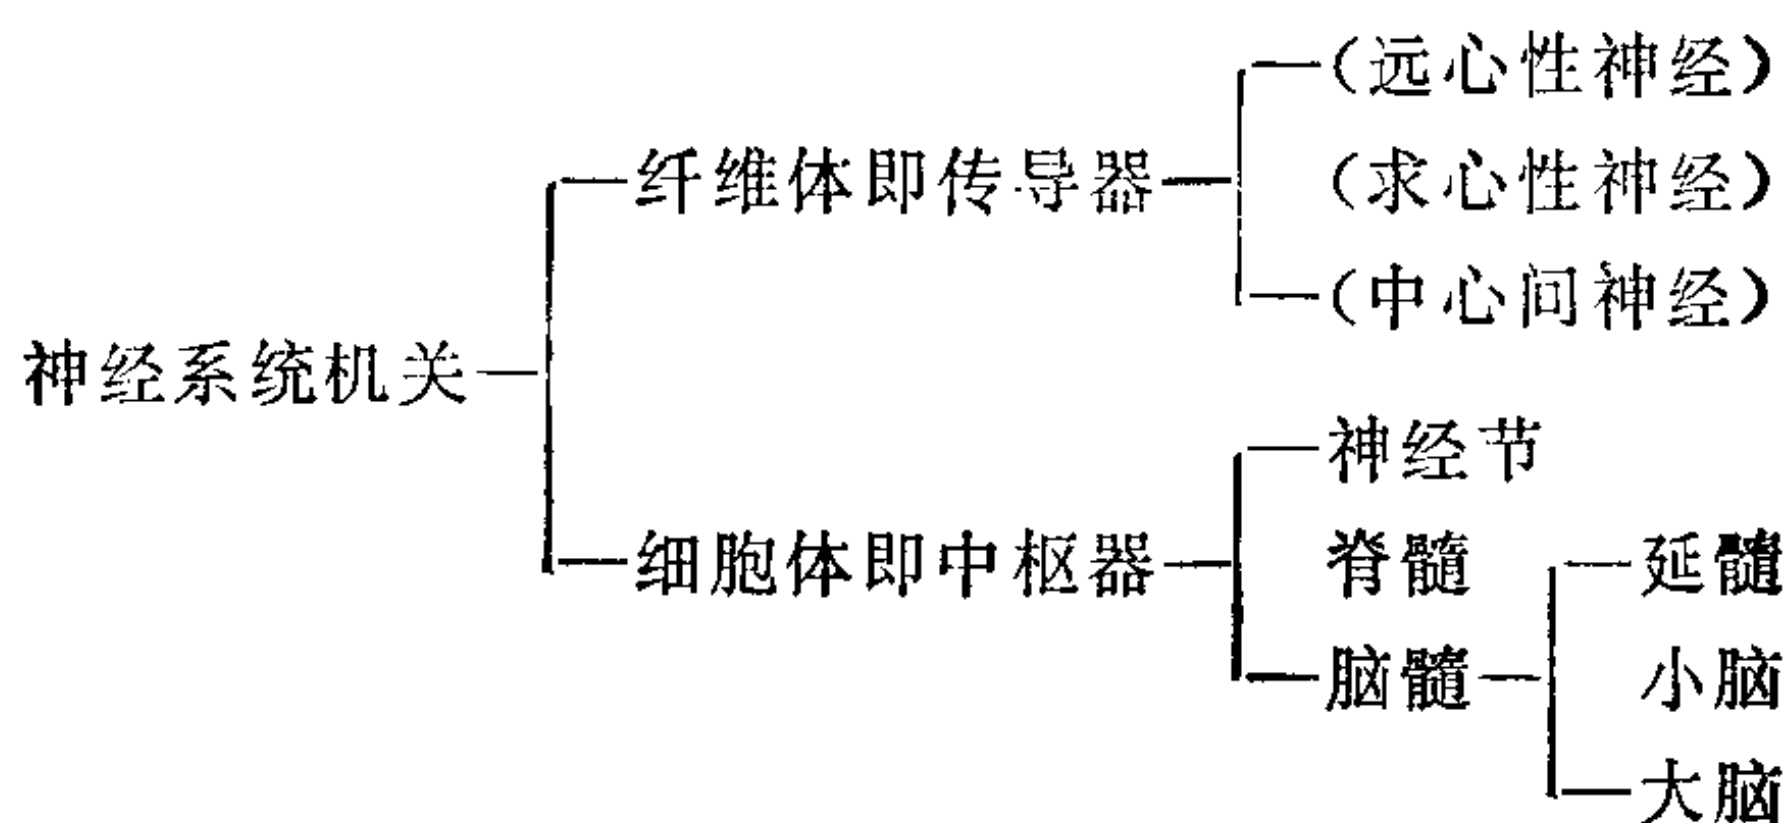 (远心性神经)
纤维体即传导器
(求心性神经)
(中心间神经)
神经系统机关
神经节
细胞体即中枢器
脊髓
延髓
脑髓
小脑
大脑